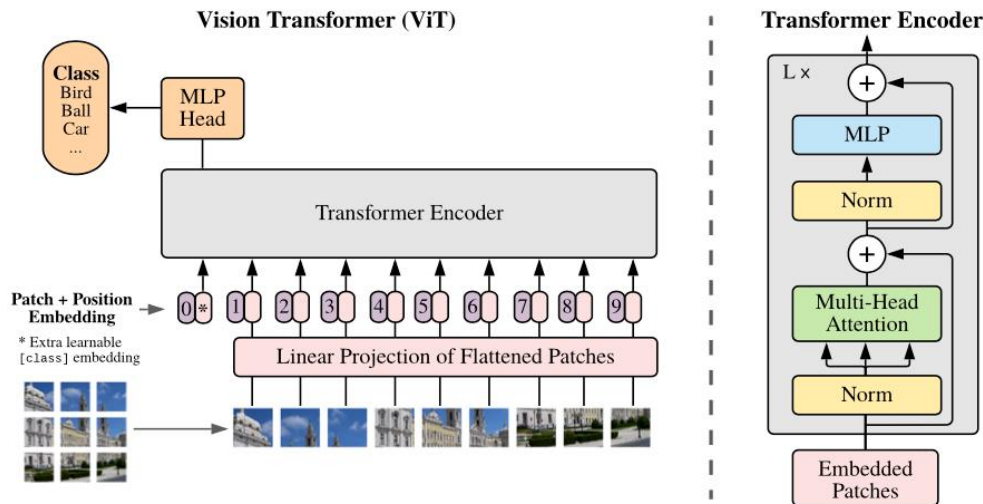 Vision Transformer (ViT)
Class
Bird
Ball
Car
...
MLP
Head
Transformer Encoder
Patch + Position
Embedding
0 * 1 2 3 4 5 6 7 8 9
* Extra learnable
[class] embedding
Linear Projection of Flattened Patches
Transformer Encoder
L ×
+
MLP
Norm
+
Multi-Head
Attention
Norm
Embedded
Patches